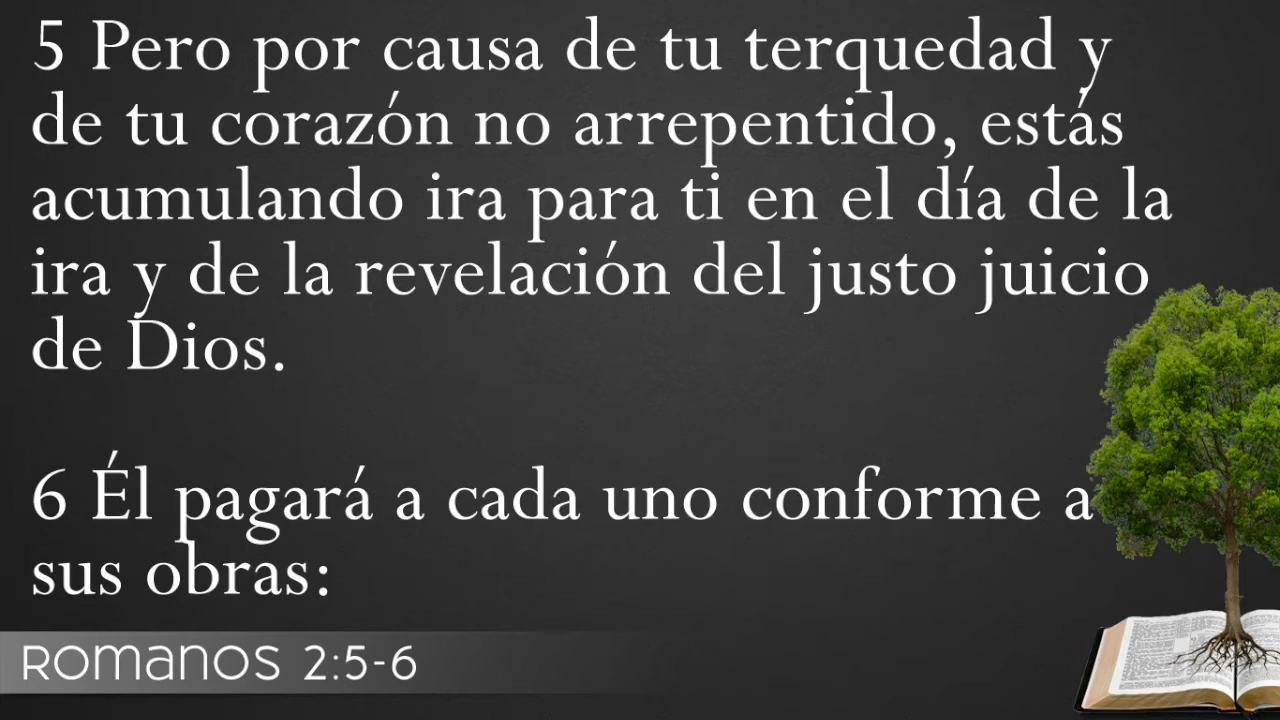 5 Pero por causa de tu terquedad y
de tu corazón no arrepentido, estás
acumulando ira para ti en el día de la
ira y de la revelación del justo juicio
de Dios.
6 Él pagará a cada uno conforme a
sus obras:
Romanos 2:5-6